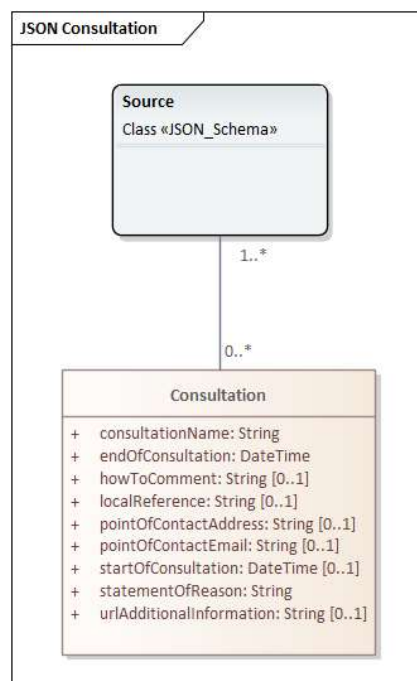 JSON Consultation
Source
Class «JSON_Schema»
1..*
0..*
Consultation
+ consultationName: String
+ endOfConsultation: DateTime
+ howToComment: String [0..1]
+ localReference: String [0..1]
+ pointOfContactAddress: String [0..1]
+ pointOfContactEmail: String [0..1]
+ startOfConsultation: DateTime [0..1]
+ statementOfReason: String
+ urlAdditionalInformation: String [0..1]